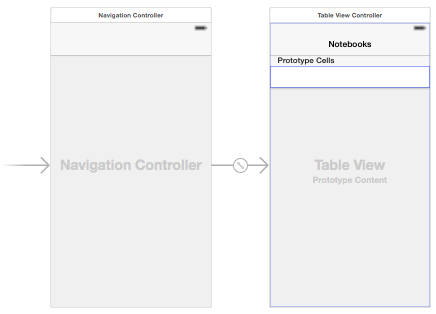 Navigation Controller
Navigation Controller
Table View Controller
Notebooks
Prototype Cells
Table View
Prototype Content